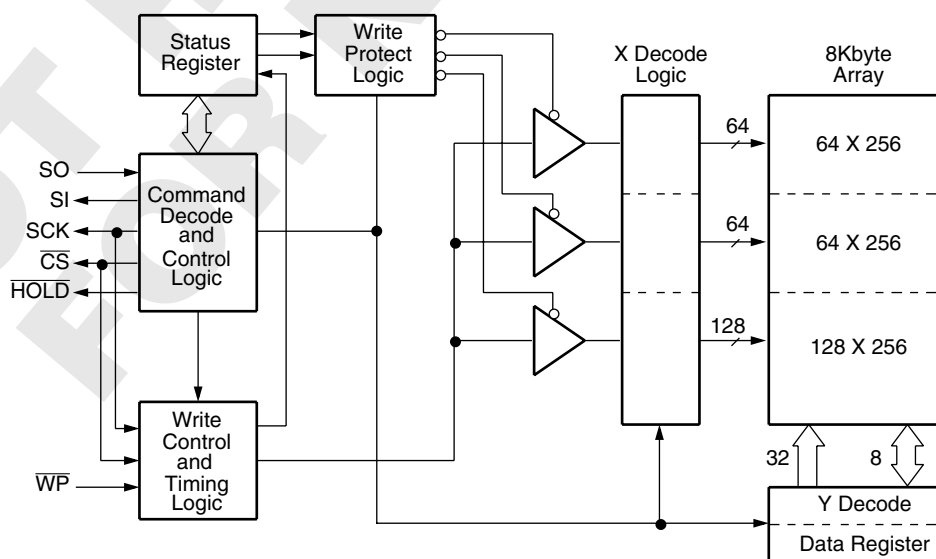 Status
Register
Write
Protect
Logic
X Decode
Logic
8Kbyte
Array
64
64 X 256
SO
SI
SCK
CS
HOLD
Command
Decode
and
Control
Logic
64
64 X 256
128
128 X 256
Write
Control
and
Timing
Logic
WP
32
8
Y Decode
Data Register